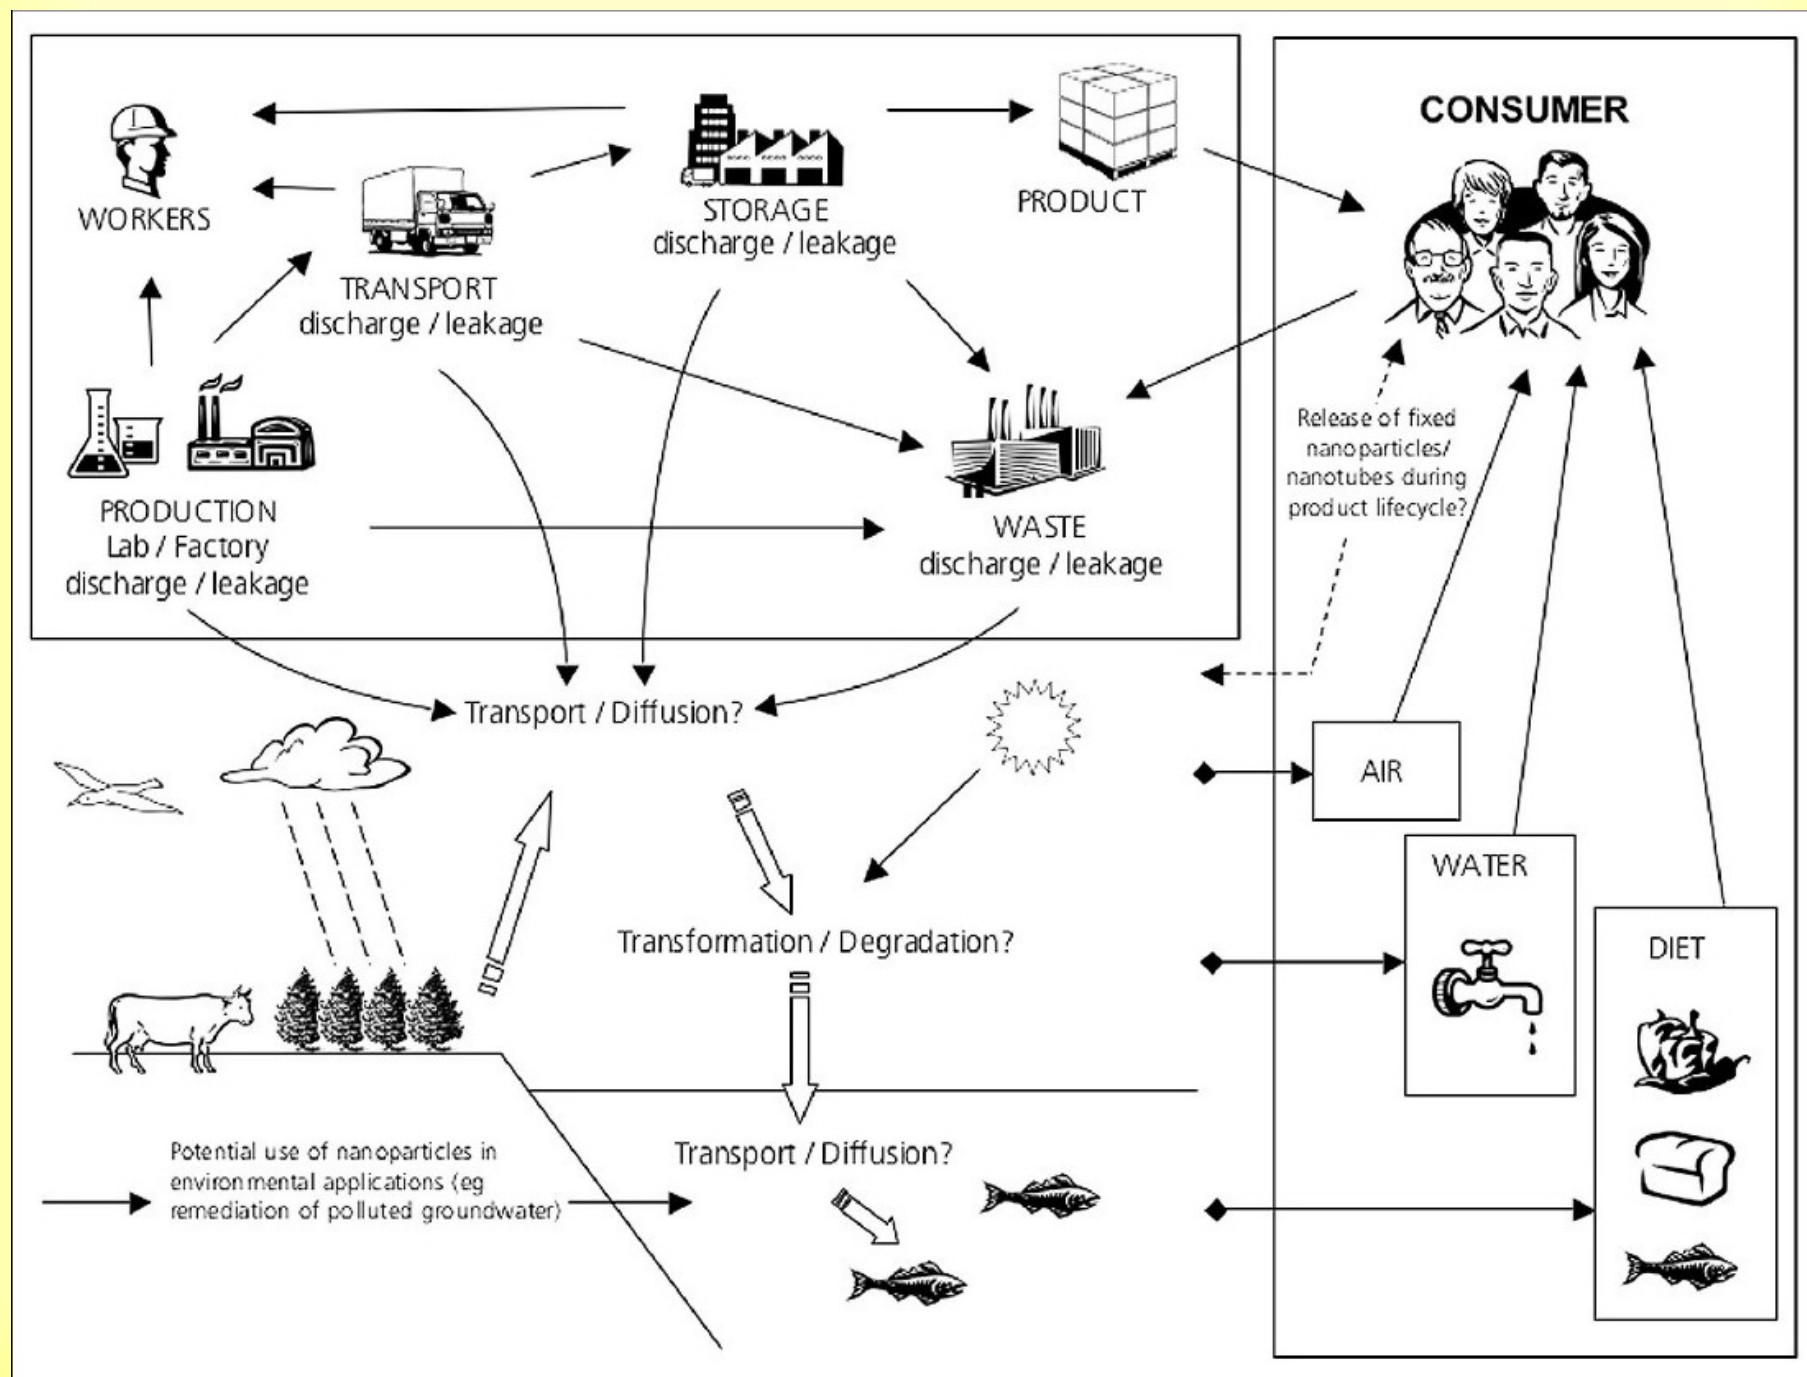 CONSUMER
WORKERS
STORAGE
discharge / leakage
PRODUCT
TRANSPORT
discharge / leakage
PRODUCTION
Lab / Factory
discharge / leakage
WASTE
discharge / leakage
Release of fixed
nanoparticles/
nanotubes during
product lifecycle?
Transport / Diffusion?
AIR
WATER
Transformation / Degradation?
DIET
Potential use of nanoparticles in
environmental applications (eg
remediation of polluted groundwater)
Transport / Diffusion?